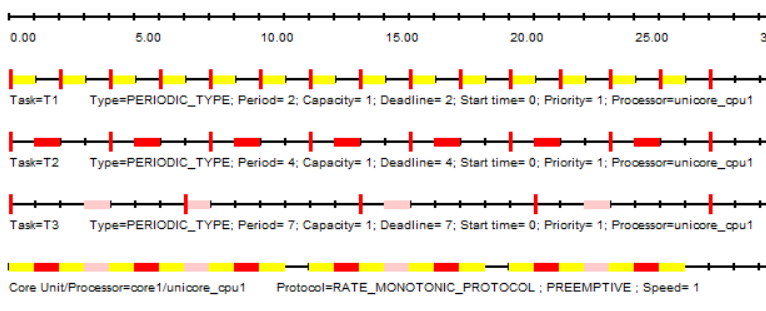 0.00 5.00 10.00 15.00 20.00 25.00 3
Task=T1 Type=PERIODIC_TYPE; Period= 2; Capacity= 1; Deadline= 2; Start time= 0; Priority= 1; Processor=unicore_cpu1
Task=T2 Type=PERIODIC_TYPE; Period= 4; Capacity= 1; Deadline= 4; Start time= 0; Priority= 1; Processor=unicore_cpu1
Task=T3 Type=PERIODIC_TYPE; Period= 7; Capacity= 1; Deadline= 7; Start time= 0; Priority= 1; Processor=unicore_cpu1
Core Unit/Processor=core1/unicore_cpu1 Protocol=RATE_MONOTONIC_PROTOCOL ; PREEMPTIVE ; Speed= 1